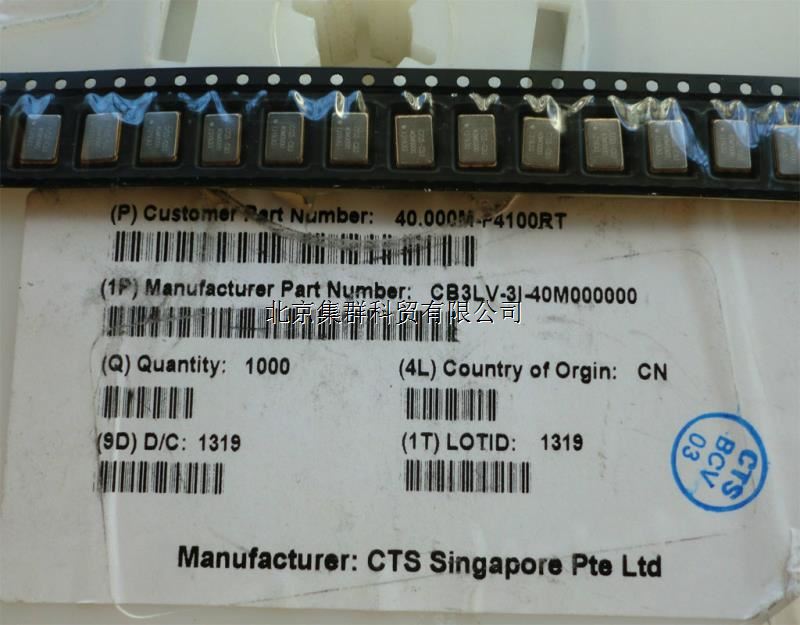 (P) Customer Part Number: 40.000M-F4100RT
(1P) Manufacturer Part Number: CB3LV-3I-40M000000
北京集群科贸有限公司
(Q) Quantity: 1000
(4L) Country of Orgin: CN
(9D) D/C: 1319
(1T) LOTID: 1319
CTS
BCV
03
Manufacturer: CTS Singapore Pte Ltd